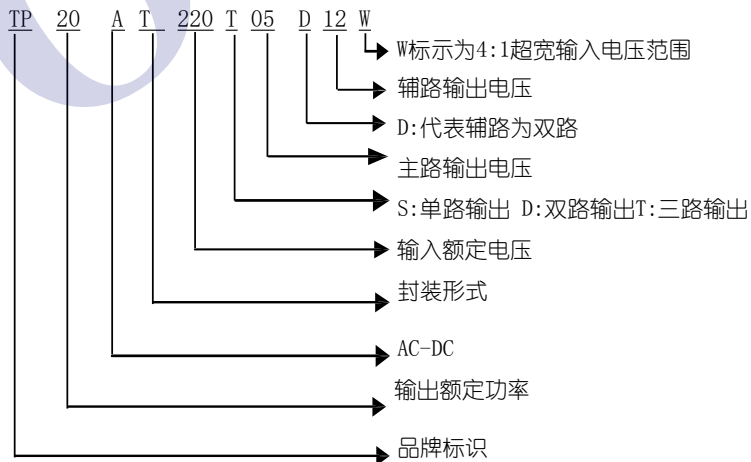 TP 20 A T 220 T 05 D 12 W
W标示为4:1超宽输入电压范围
辅路输出电压
D:代表辅路为双路
主路输出电压
S:单路输出 D:双路输出T:三路输出
输入额定电压
封装形式
AC-DC
输出额定功率
品牌标识